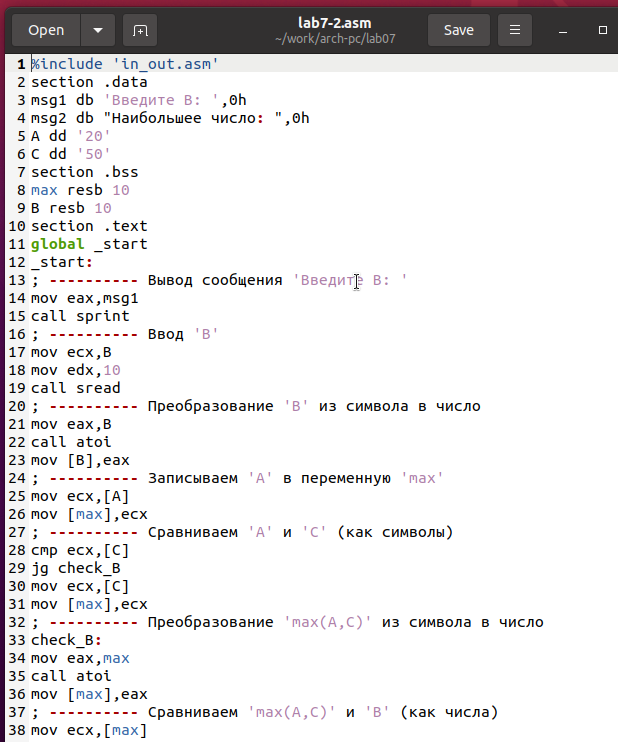 Open
lab7-2.asm
~/work/arch-pc/lab07
Save
1 %include 'in_out.asm'
2 section .data
3 msg1 db 'Введите B: ',0h
4 msg2 db "Наибольшее число: ",0h
5 A dd '20'
6 C dd '50'
7 section .bss
8 max resb 10
9 B resb 10
10 section .text
11 global _start
12 _start:
13 ; ---------- Вывод сообщения 'Введите B: '
14 mov eax,msg1
15 call sprint
16 ; ---------- Ввод 'B'
17 mov ecx,B
18 mov edx,10
19 call sread
20 ; ---------- Преобразование 'B' из символа в число
21 mov eax,B
22 call atoi
23 mov [B],eax
24 ; ---------- Записываем 'A' в переменную 'max'
25 mov ecx,[A]
26 mov [max],ecx
27 ; ---------- Сравниваем 'A' и 'C' (как символы)
28 cmp ecx,[C]
29 jg check_B
30 mov ecx,[C]
31 mov [max],ecx
32 ; ---------- Преобразование 'max(A,C)' из символа в число
33 check_B:
34 mov eax,max
35 call atoi
36 mov [max],eax
37 ; ---------- Сравниваем 'max(A,C)' и 'B' (как числа)
38 mov ecx,[max]